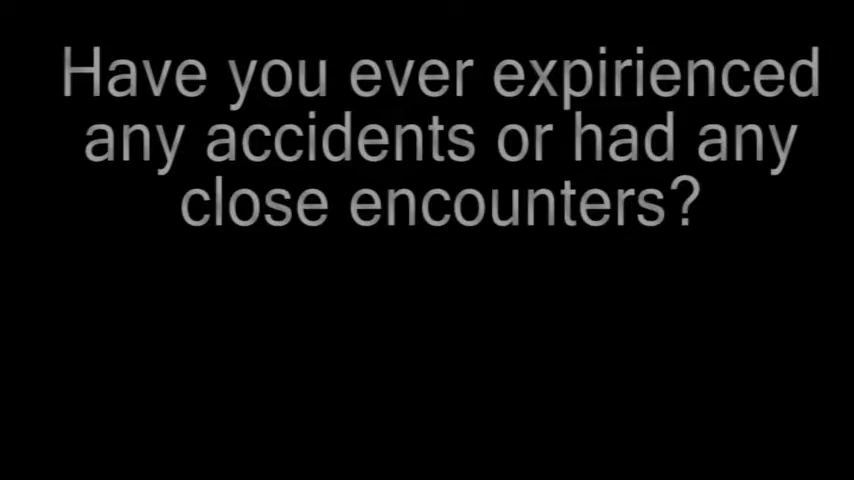 Have you ever expirienced
any accidents or had any
close encounters?